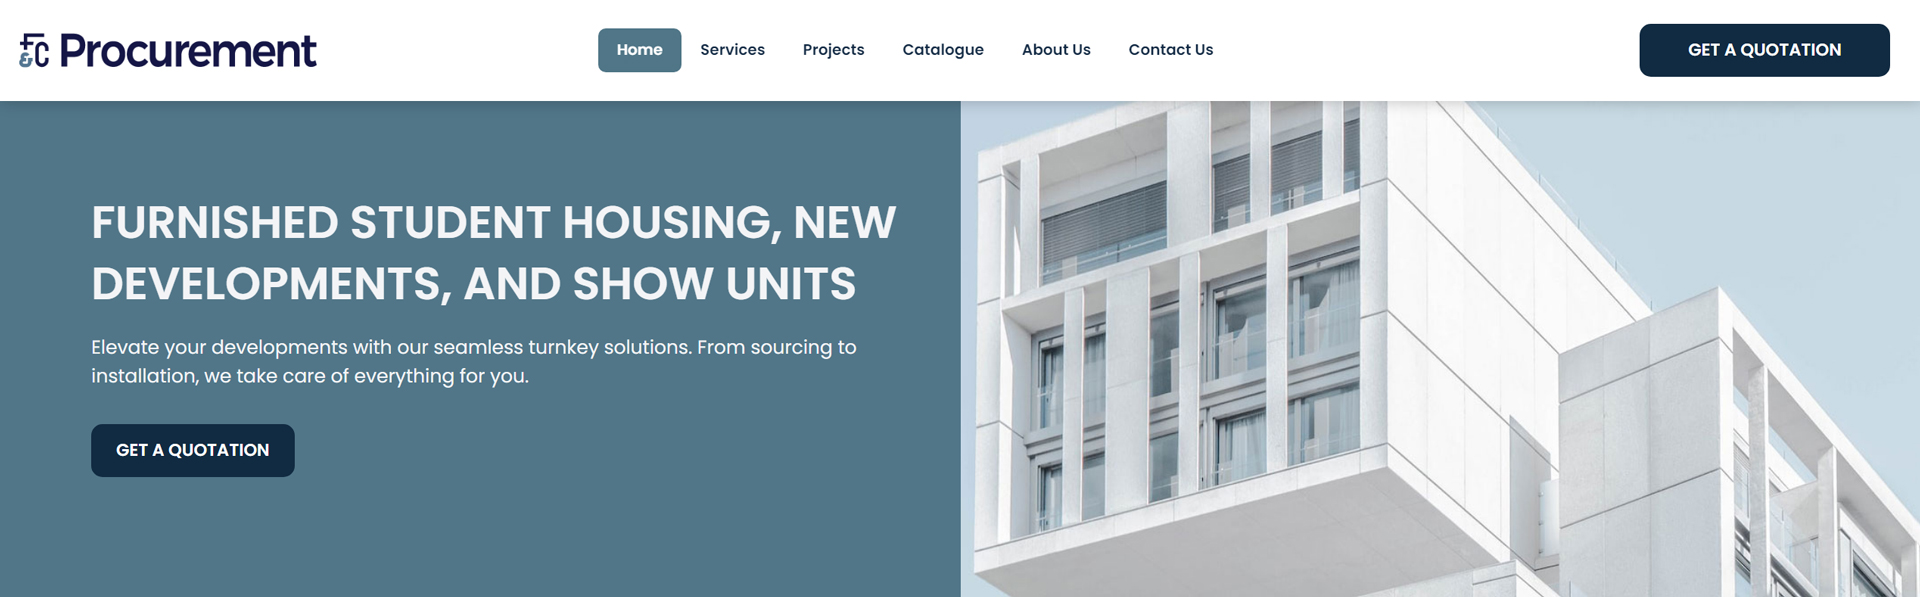 F&C Procurement
Home
Services
Projects
Catalogue
About Us
Contact Us
GET A QUOTATION
FURNISHED STUDENT HOUSING, NEW
DEVELOPMENTS, AND SHOW UNITS
Elevate your developments with our seamless turnkey solutions. From sourcing to
installation, we take care of everything for you.
GET A QUOTATION